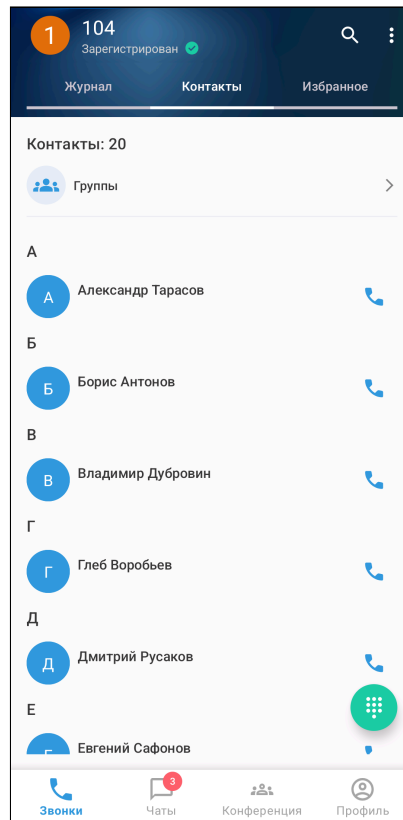 1
104
Зарегистрирован
Журнал Контакты Избранное
Контакты: 20
Группы
А
А Александр Тарасов
Б
Б Борис Антонов
В
В Владимир Дубровин
Г
Г Глеб Воробьев
Д
Д Дмитрий Русаков
Е
Евгений Сафонов
3
Звонки Чаты Конференция Профиль